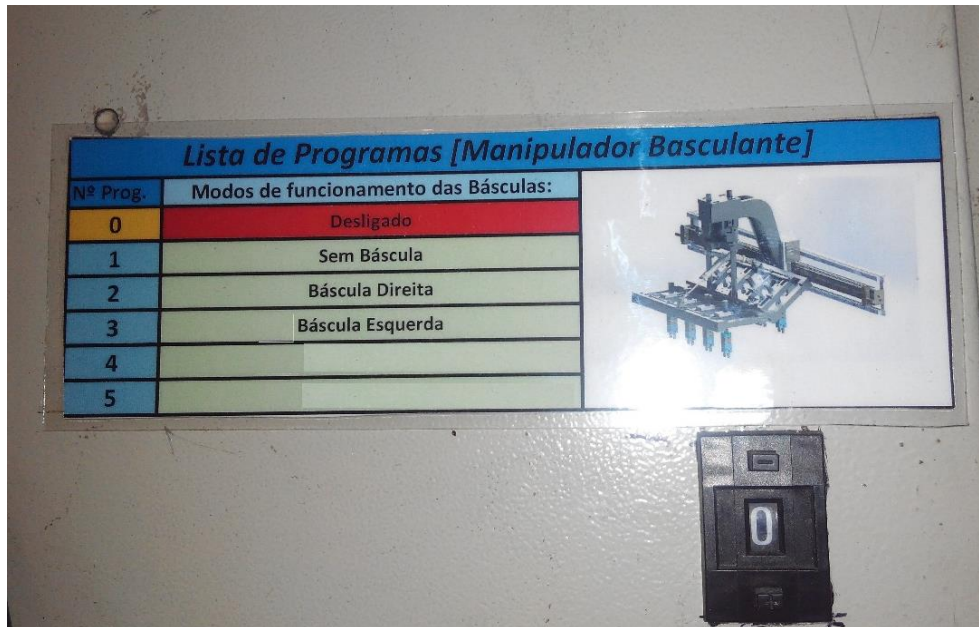 Lista de Programas [Manipulador Basculante]
Nº Prog. Modos de funcionamento das Básculas:
0 Desligado
1 Sem Báscula
2 Báscula Direita
3 Báscula Esquerda
4
5
0